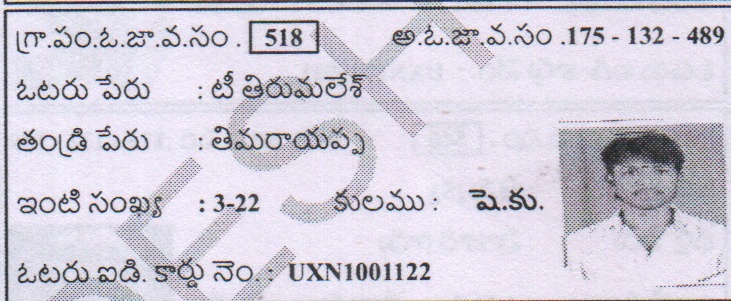 గ్రా.పం.ఓ.జా.వ.సం . 518 అ.ఓ.జా.వ.సం .175 - 132 - 489
ఓటరు పేరు : టీ తిరుమలేశ్
తండ్రి పేరు : తిమరాయప్ప
ఇంటి సంఖ్య : 3-22 కులము : షె.కు.
ఓటరు ఐడి. కార్డు నెం. : UXN1001122